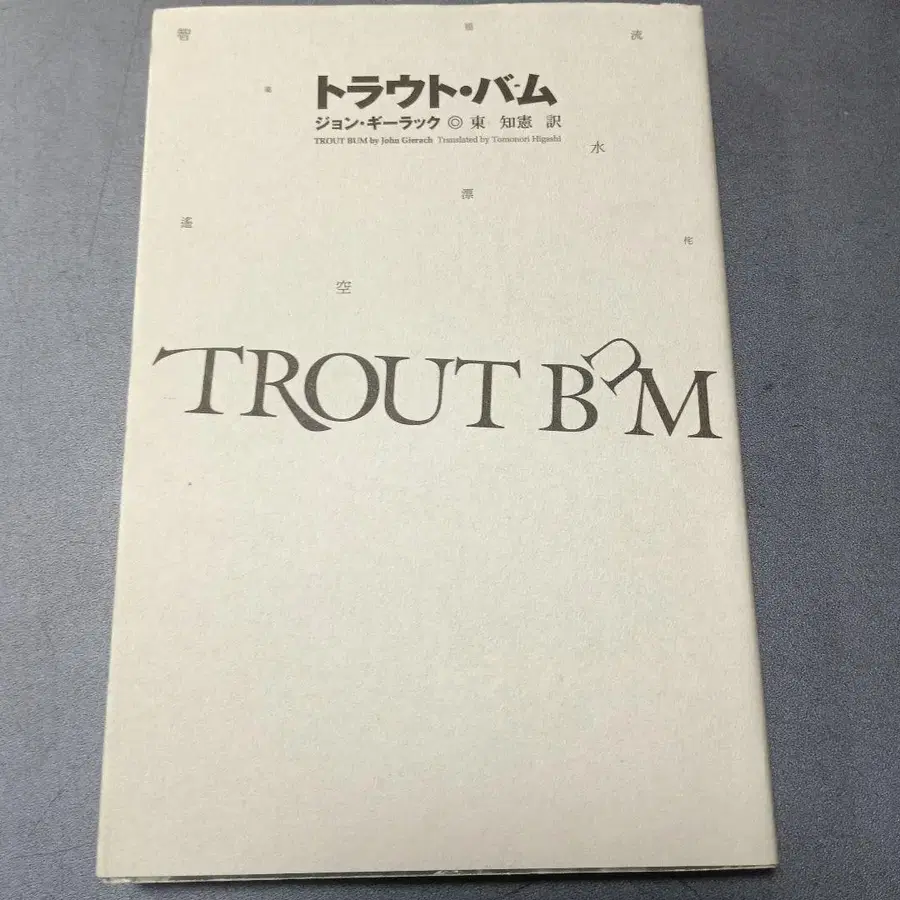 智
流
トラウト・バム
ジョン・ギーラック ◎ 東 知憲 訳
TROUT BUM by John Gierach Translated by Tomonori Higashi
水
漂
遙
侘
空
TROUT BUM